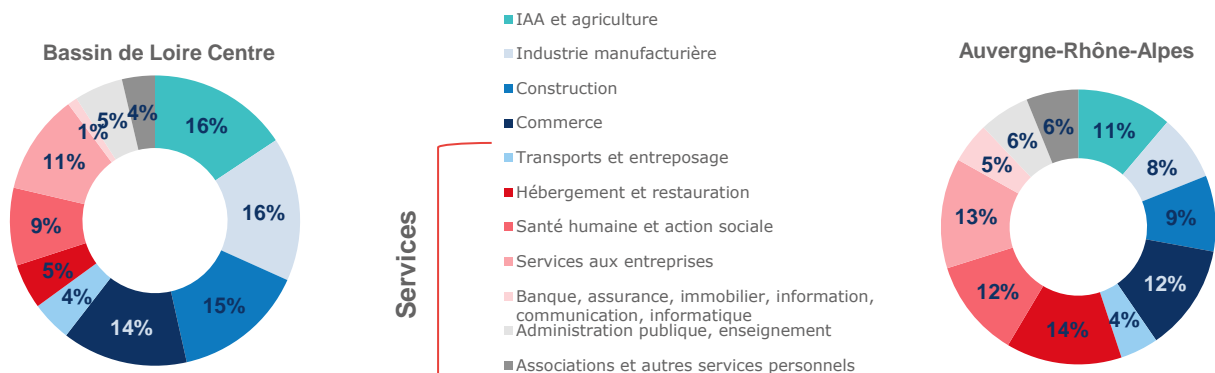 Bassin de Loire Centre
16%
16%
15%
14%
4%
5%
9%
11%
1%
5%
4%
Services
IAA et agriculture
Industrie manufacturière
Construction
Commerce
Transports et entreposage
Hébergement et restauration
Santé humaine et action sociale
Services aux entreprises
Banque, assurance, immobilier, information,
communication, informatique
Administration publique, enseignement
Associations et autres services personnels
Auvergne-Rhône-Alpes
11%
8%
9%
12%
4%
14%
12%
13%
5%
6%
6%